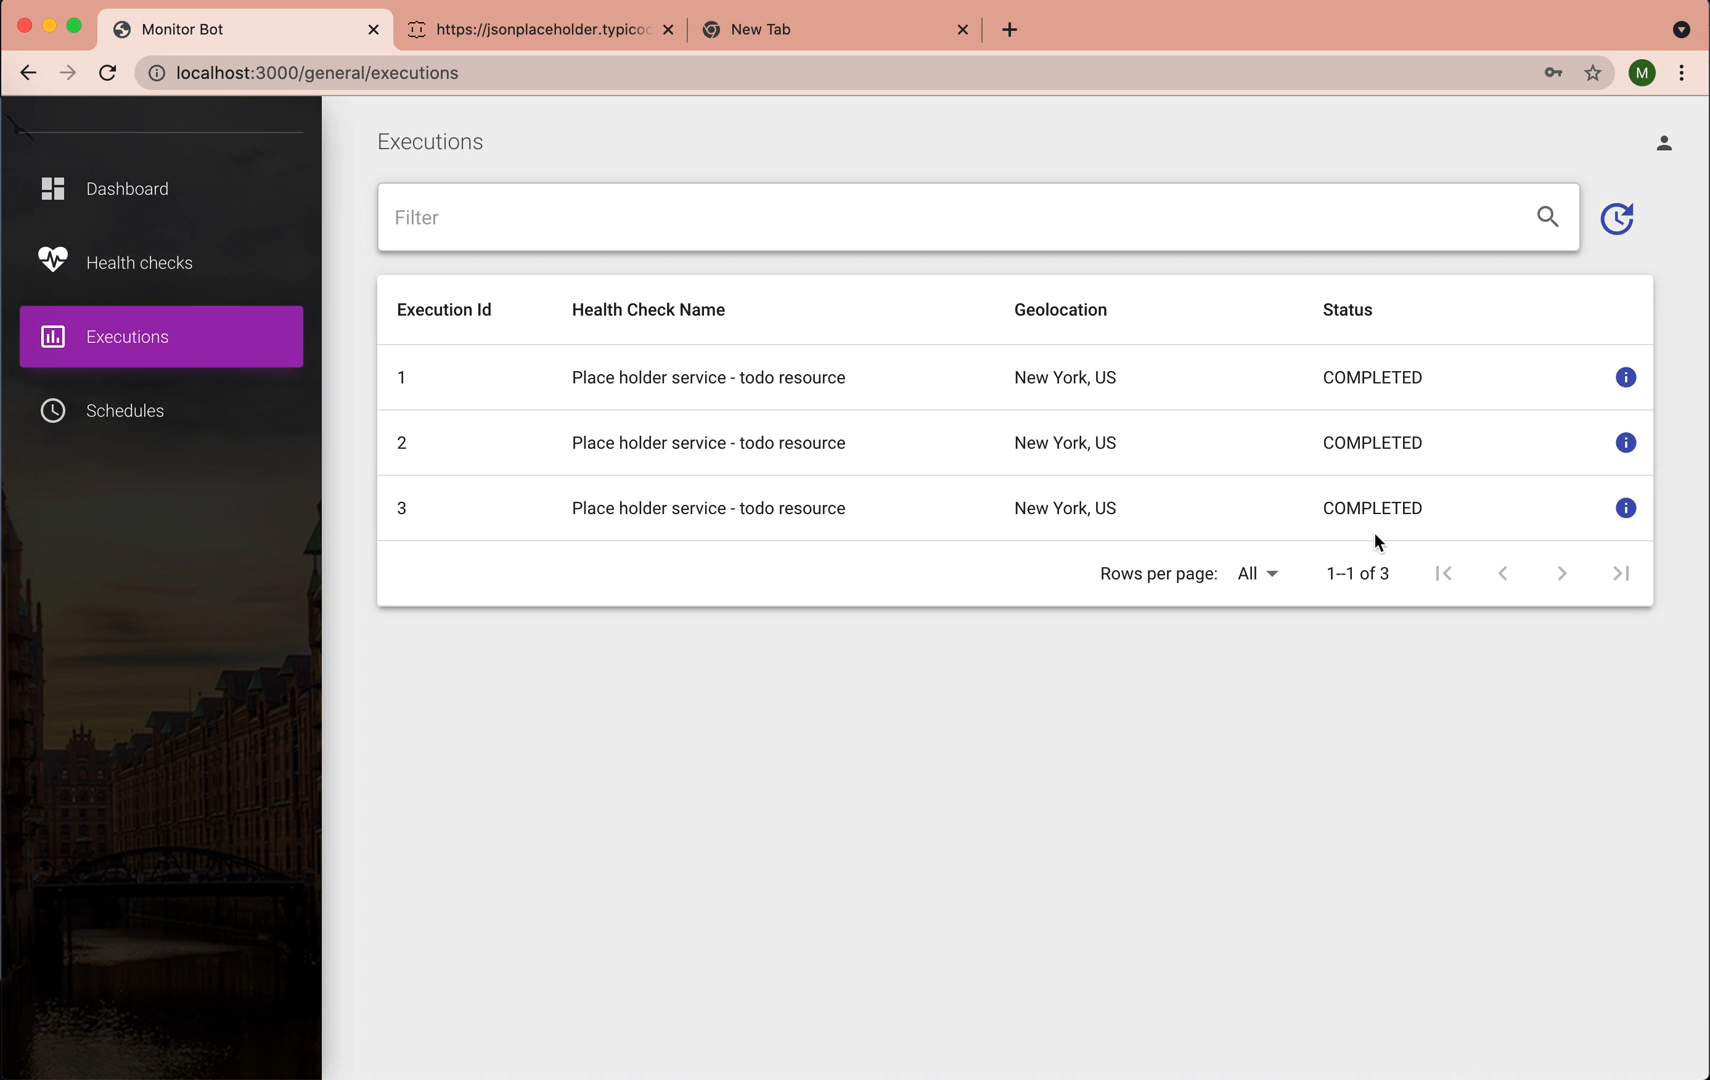 Monitor Bot
https://jsonplaceholder.typico
New Tab
localhost:3000/general/executions
M
Dashboard
Health checks
Executions
Schedules
Executions
Filter
Execution Id Health Check Name Geolocation Status
1 Place holder service - todo resource New York, US COMPLETED
2 Place holder service - todo resource New York, US COMPLETED
3 Place holder service - todo resource New York, US COMPLETED
Rows per page: All 1--1 of 3